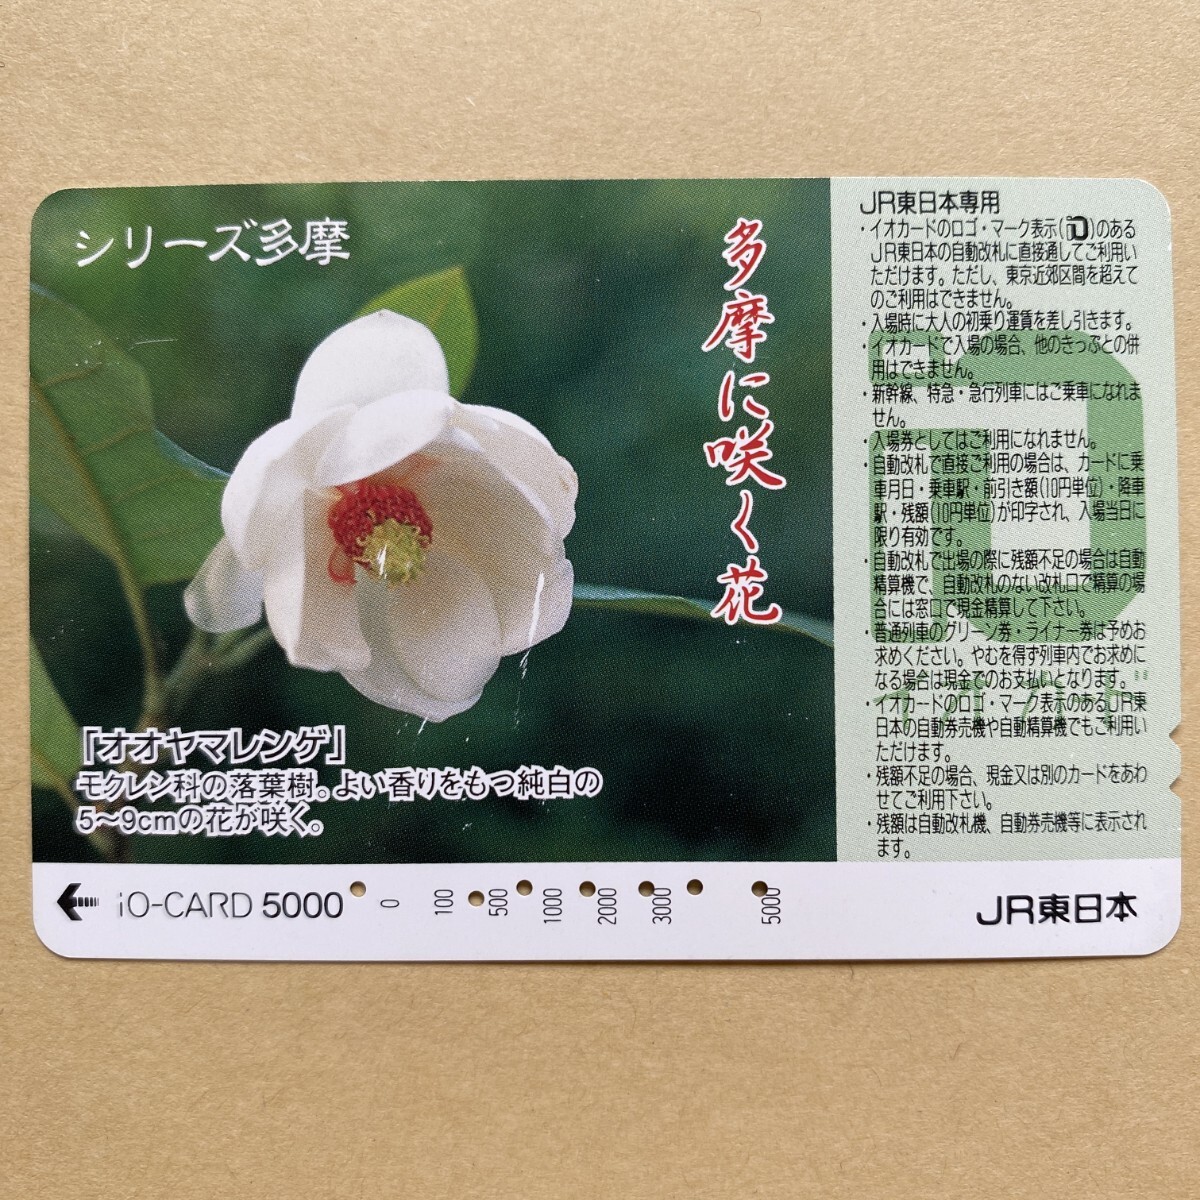 シリーズ多摩
多摩に咲く花
「オオヤマレンゲ」
モクレン科の落葉樹。よい香りをもつ純白の
5～9cmの花が咲く。
JR東日本専用
・イオカードのロゴ・マーク表示(iO)のある
JR東日本の自動改札に直接通してご利用い
ただけます。ただし、東京近郊区間を超えて
のご利用はできません。
・入場時に大人の初乗り運賃を差し引きます。
・イオカードで入場の場合、他のきっぷとの併
用はできません。
・新幹線、特急・急行列車にはご乗車になれま
せん。
・入場券としてはご利用になれません。
・自動改札で直接ご利用の場合は、カードに乗
車月日・乗車駅・前引き額(10円単位)・降車
駅・残額(10円単位)が印字され、入場当日に
限り有効です。
・自動改札で出場の際に残額不足の場合は自動
精算機で、自動改札のない改札口で精算の場
合には窓口で現金精算して下さい。
・普通列車のグリーン券・ライナー券は予めお
求めください。やむを得ず列車内でお求めに
なる場合は現金でのお支払いとなります。
・イオカードのロゴ・マーク表示のあるJR東
日本の自動券売機や自動精算機でもご利用い
ただけます。
・残額不足の場合、現金又は別のカードをあわ
せてご利用下さい。
・残額は自動改札機、自動券売機等に表示され
ます。
iO
イオカード
iO-CARD 5000
0 100 500 1000 2000 3000 5000
JR東日本